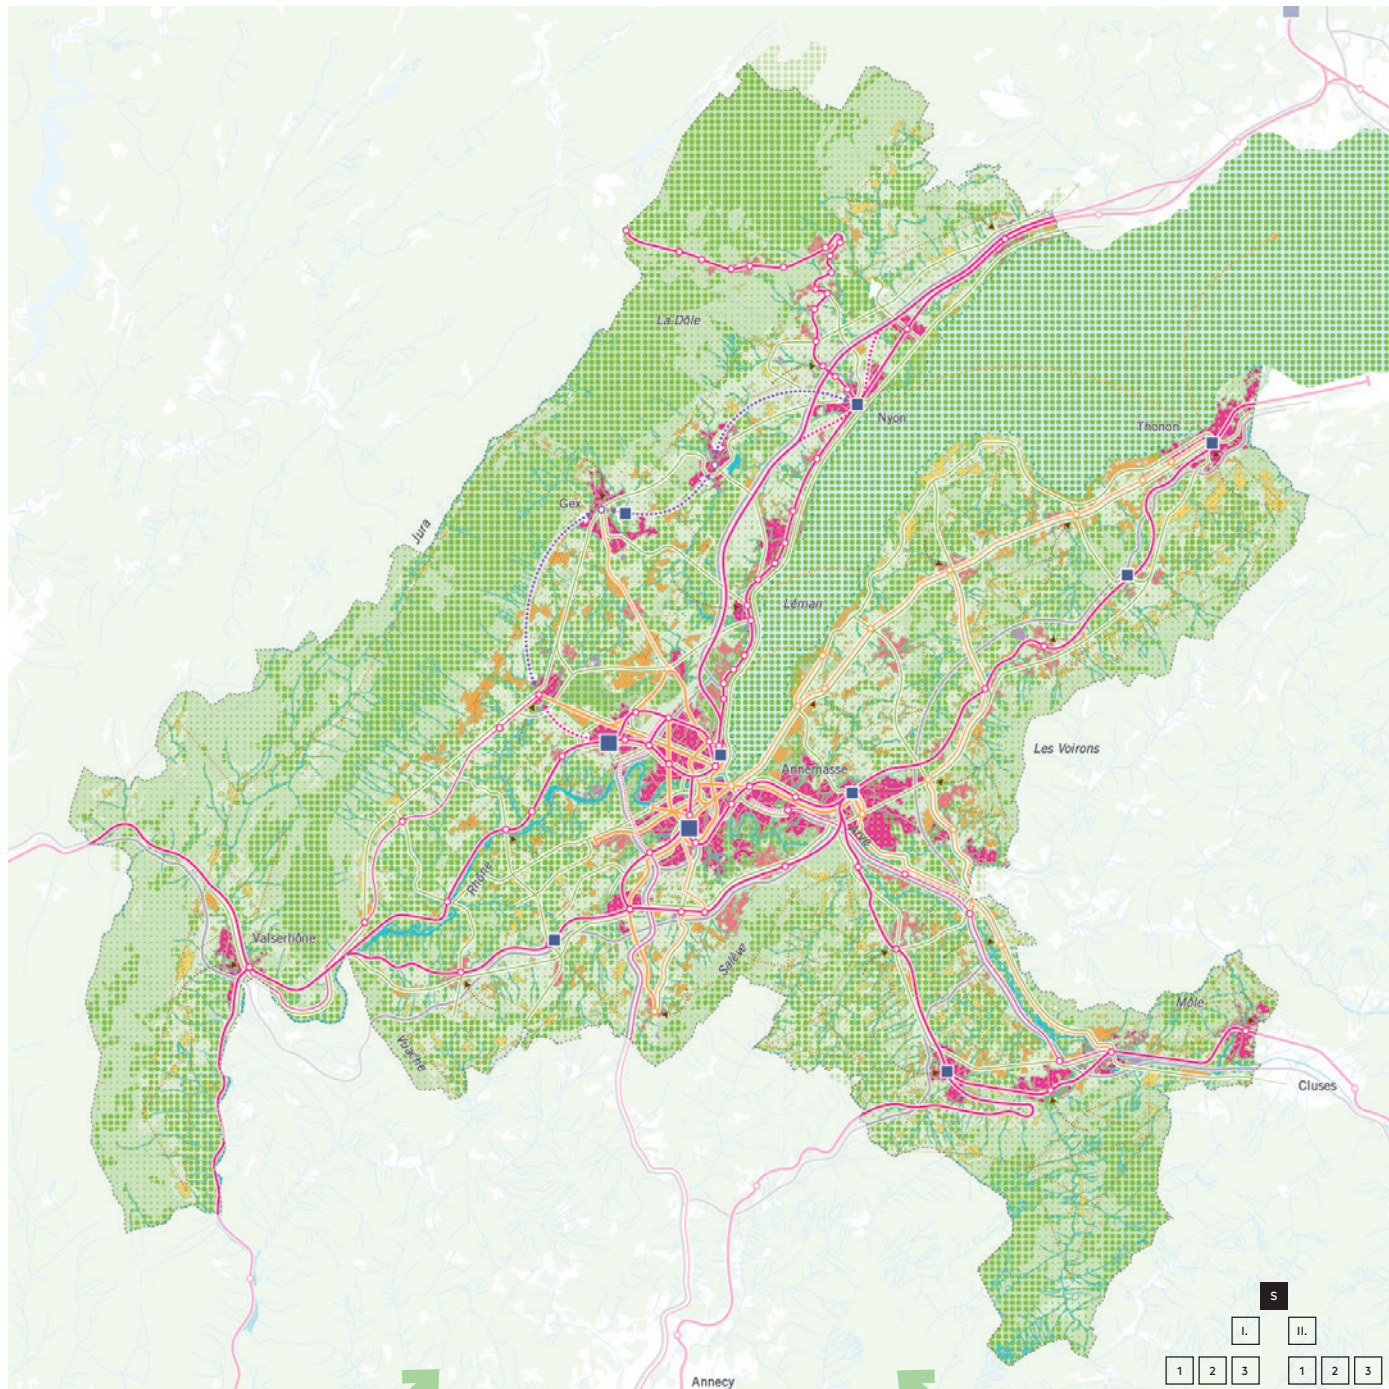 La Dôle
Nyon
Thonon
Gex
Jura
Léman
Les Voirons
Annemasse
Arve
Rhône
Valserhône
Salève
Môle
Vuache
Cluses
Annecy
S
I. II.
1 2 3 1 2 3